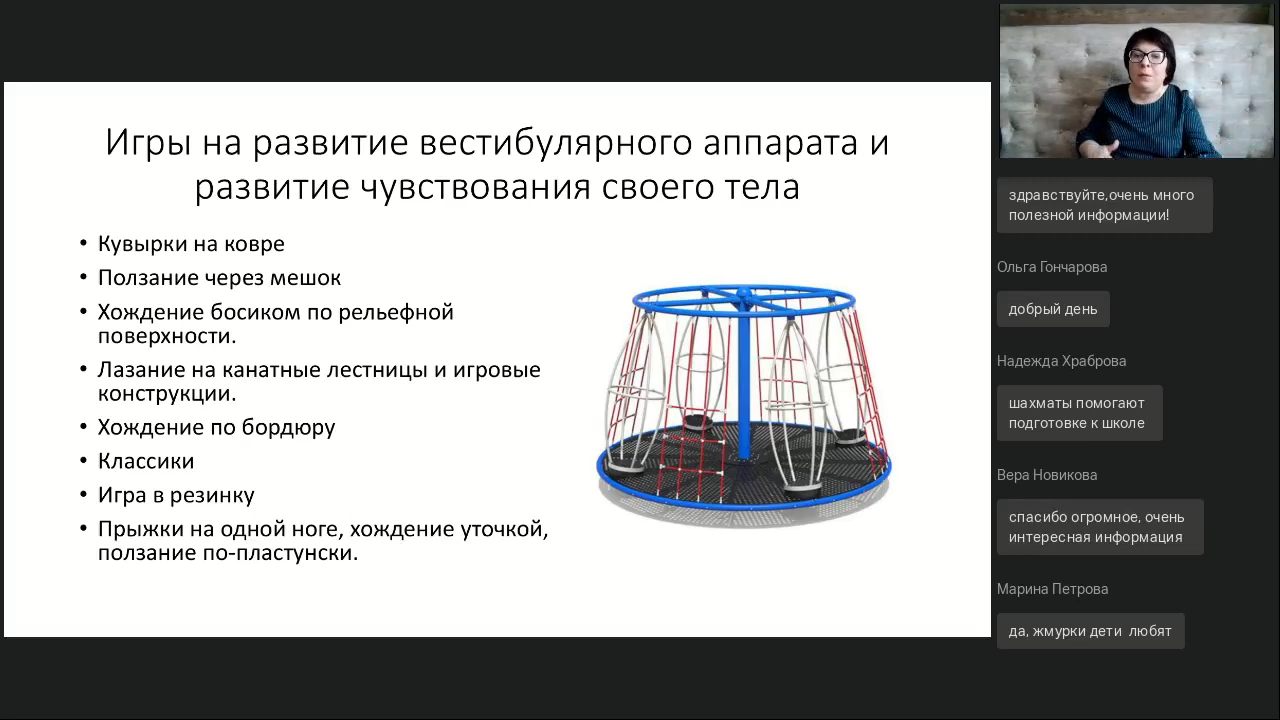 Игры на развитие вестибулярного аппарата и
развитие чувствования своего тела
• Кувырки на ковре
• Ползание через мешок
• Хождение босиком по рельефной
поверхности.
• Лазание на канатные лестницы и игровые
конструкции.
• Хождение по бордюру
• Классики
• Игра в резинку
• Прыжки на одной ноге, хождение уточкой,
ползание по-пластунски.
здравствуйте,очень много
полезной информации!
Ольга Гончарова
добрый день
Надежда Храброва
шахматы помогают
подготовке к школе
Вера Новикова
спасибо огромное, очень
интересная информация
Марина Петрова
да, жмурки дети  любят